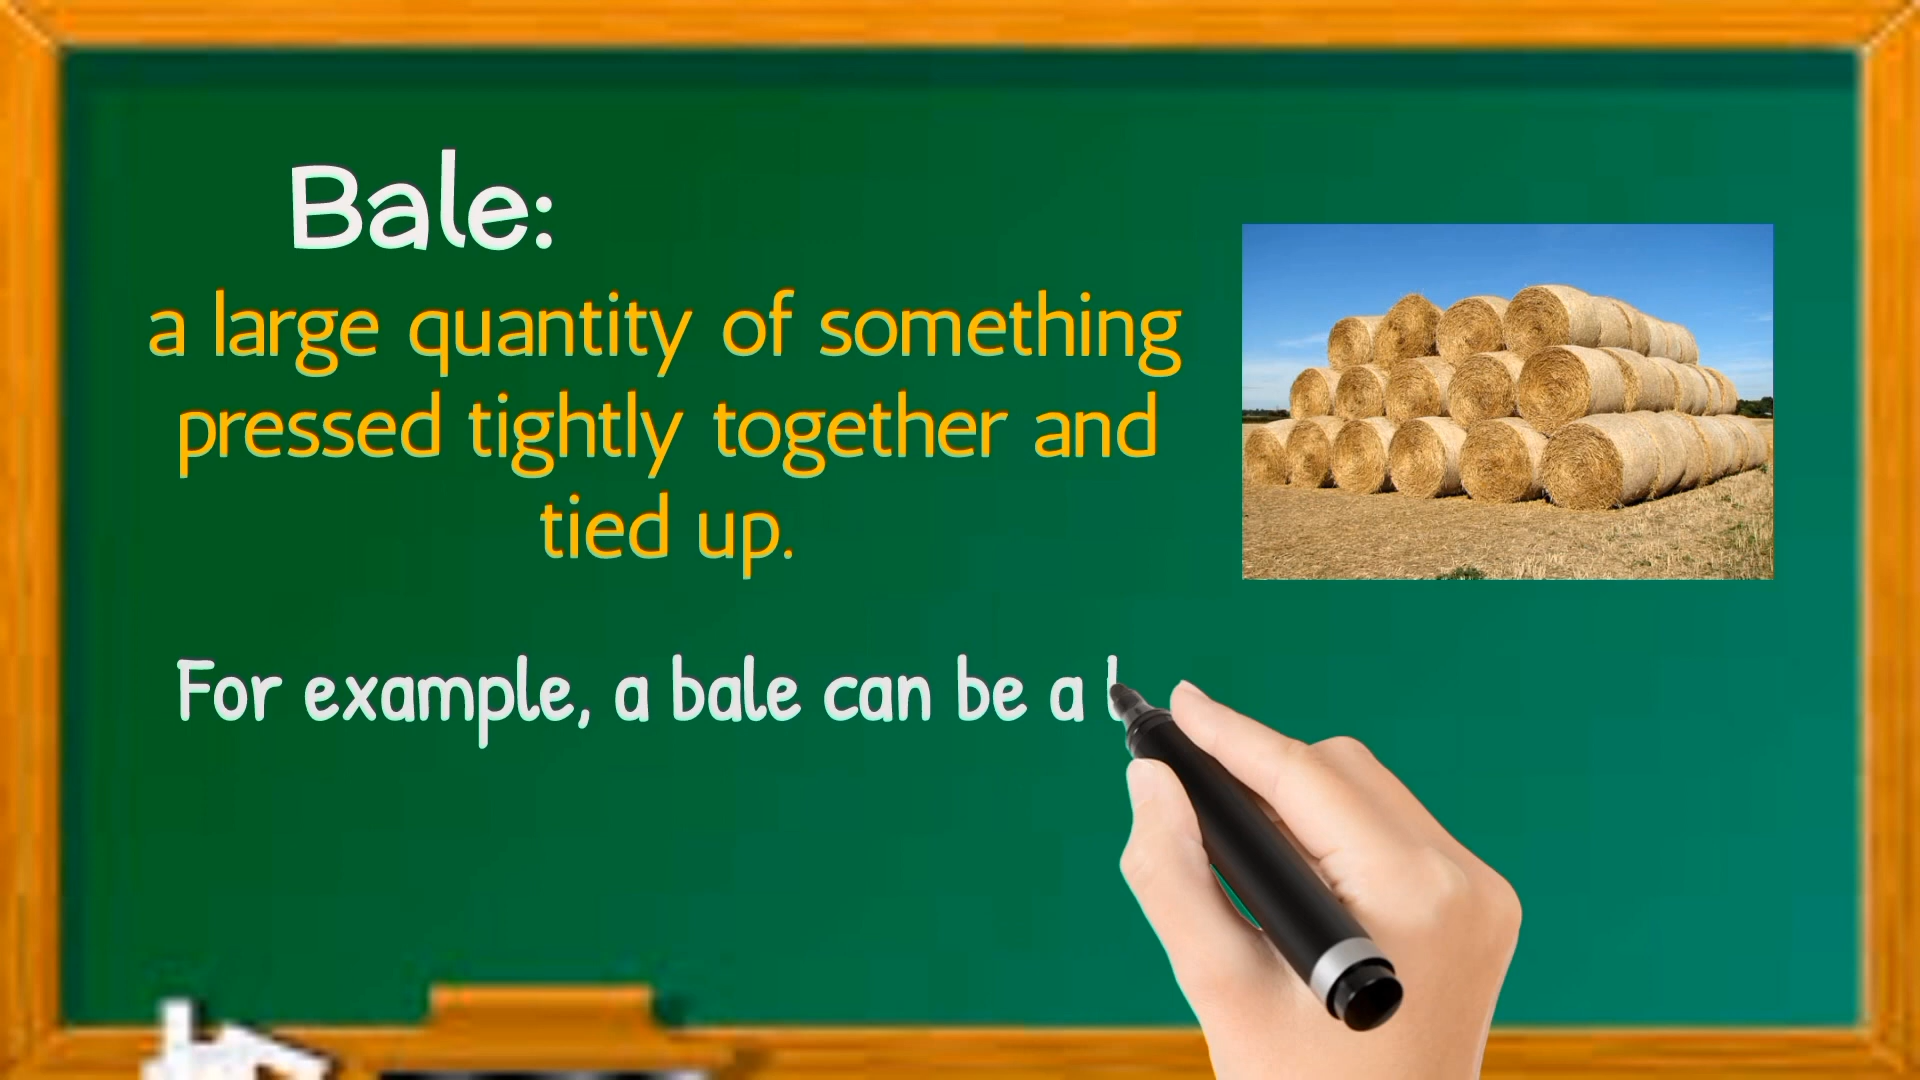 Bale:
a large quantity of something
pressed tightly together and
tied up.
For example, a bale can be a